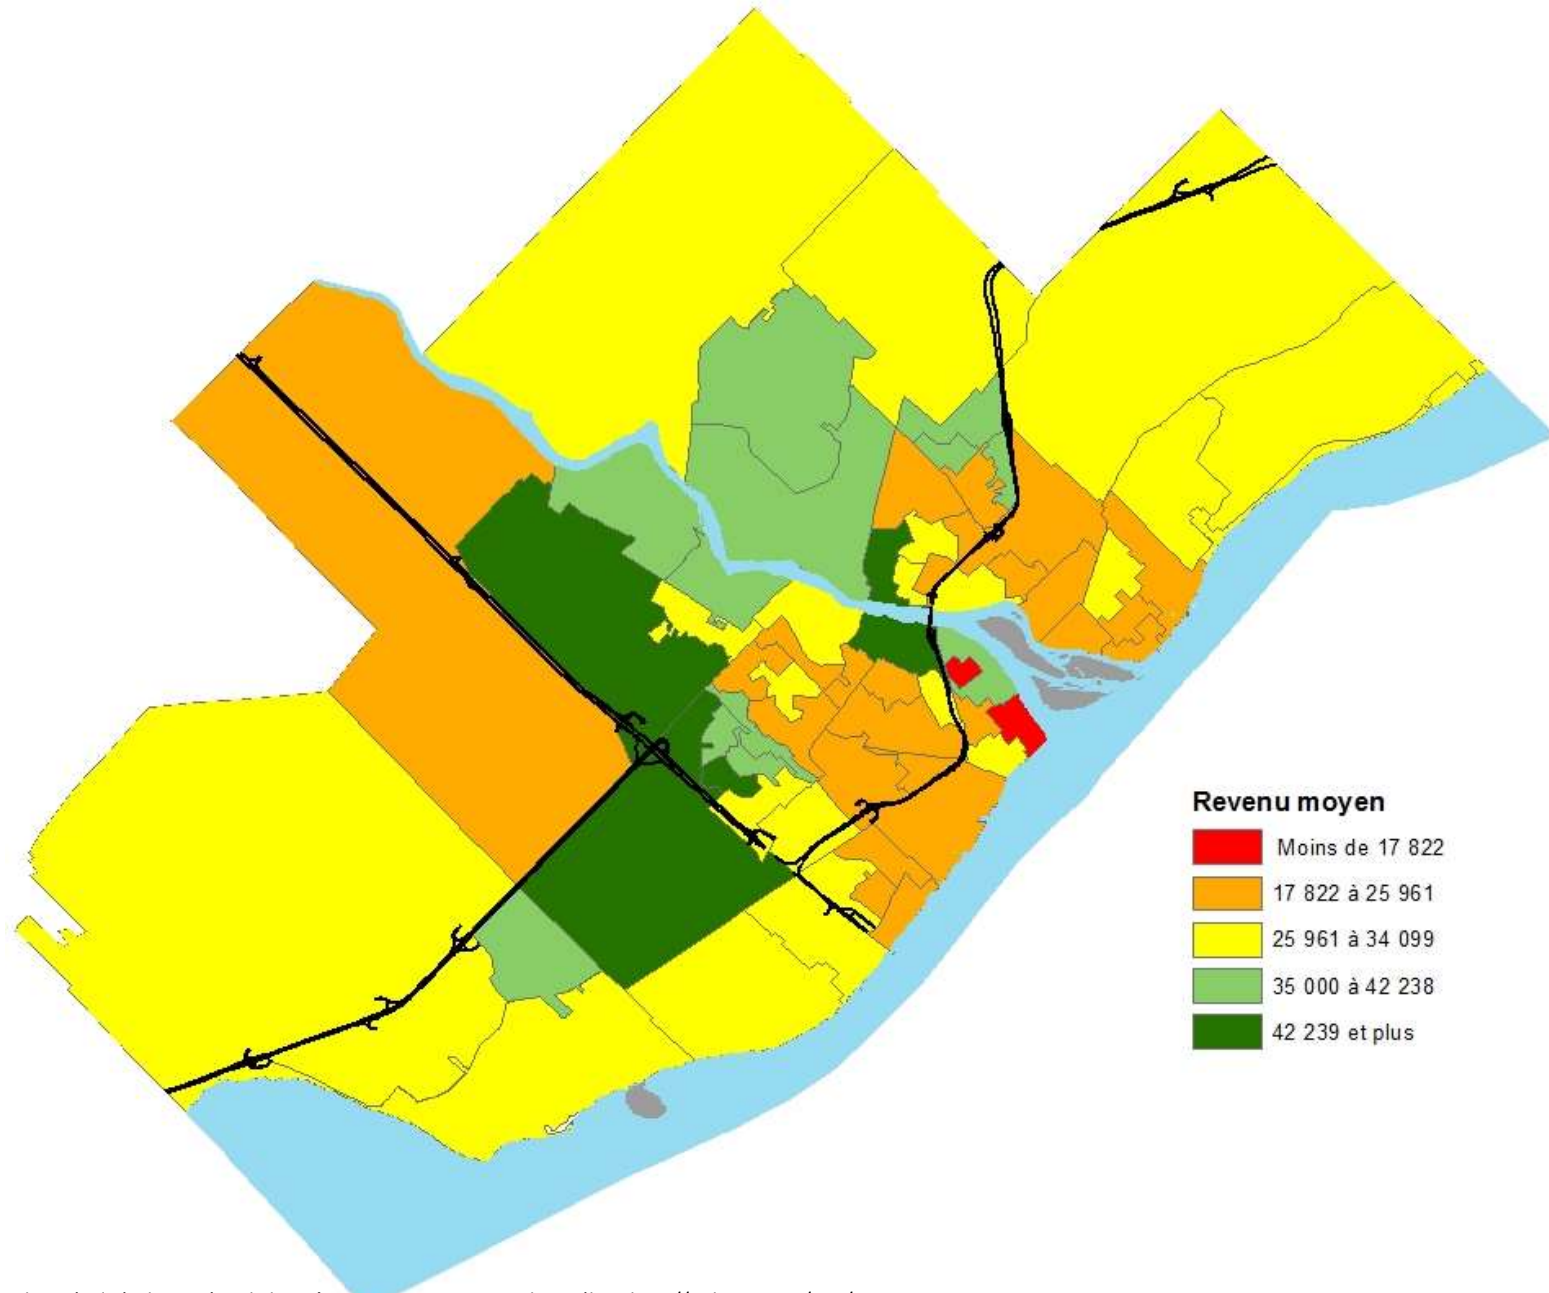 Revenu moyen
Moins de 17 822
17 822 à 25 961
25 961 à 34 099
35 000 à 42 238
42 239 et plus